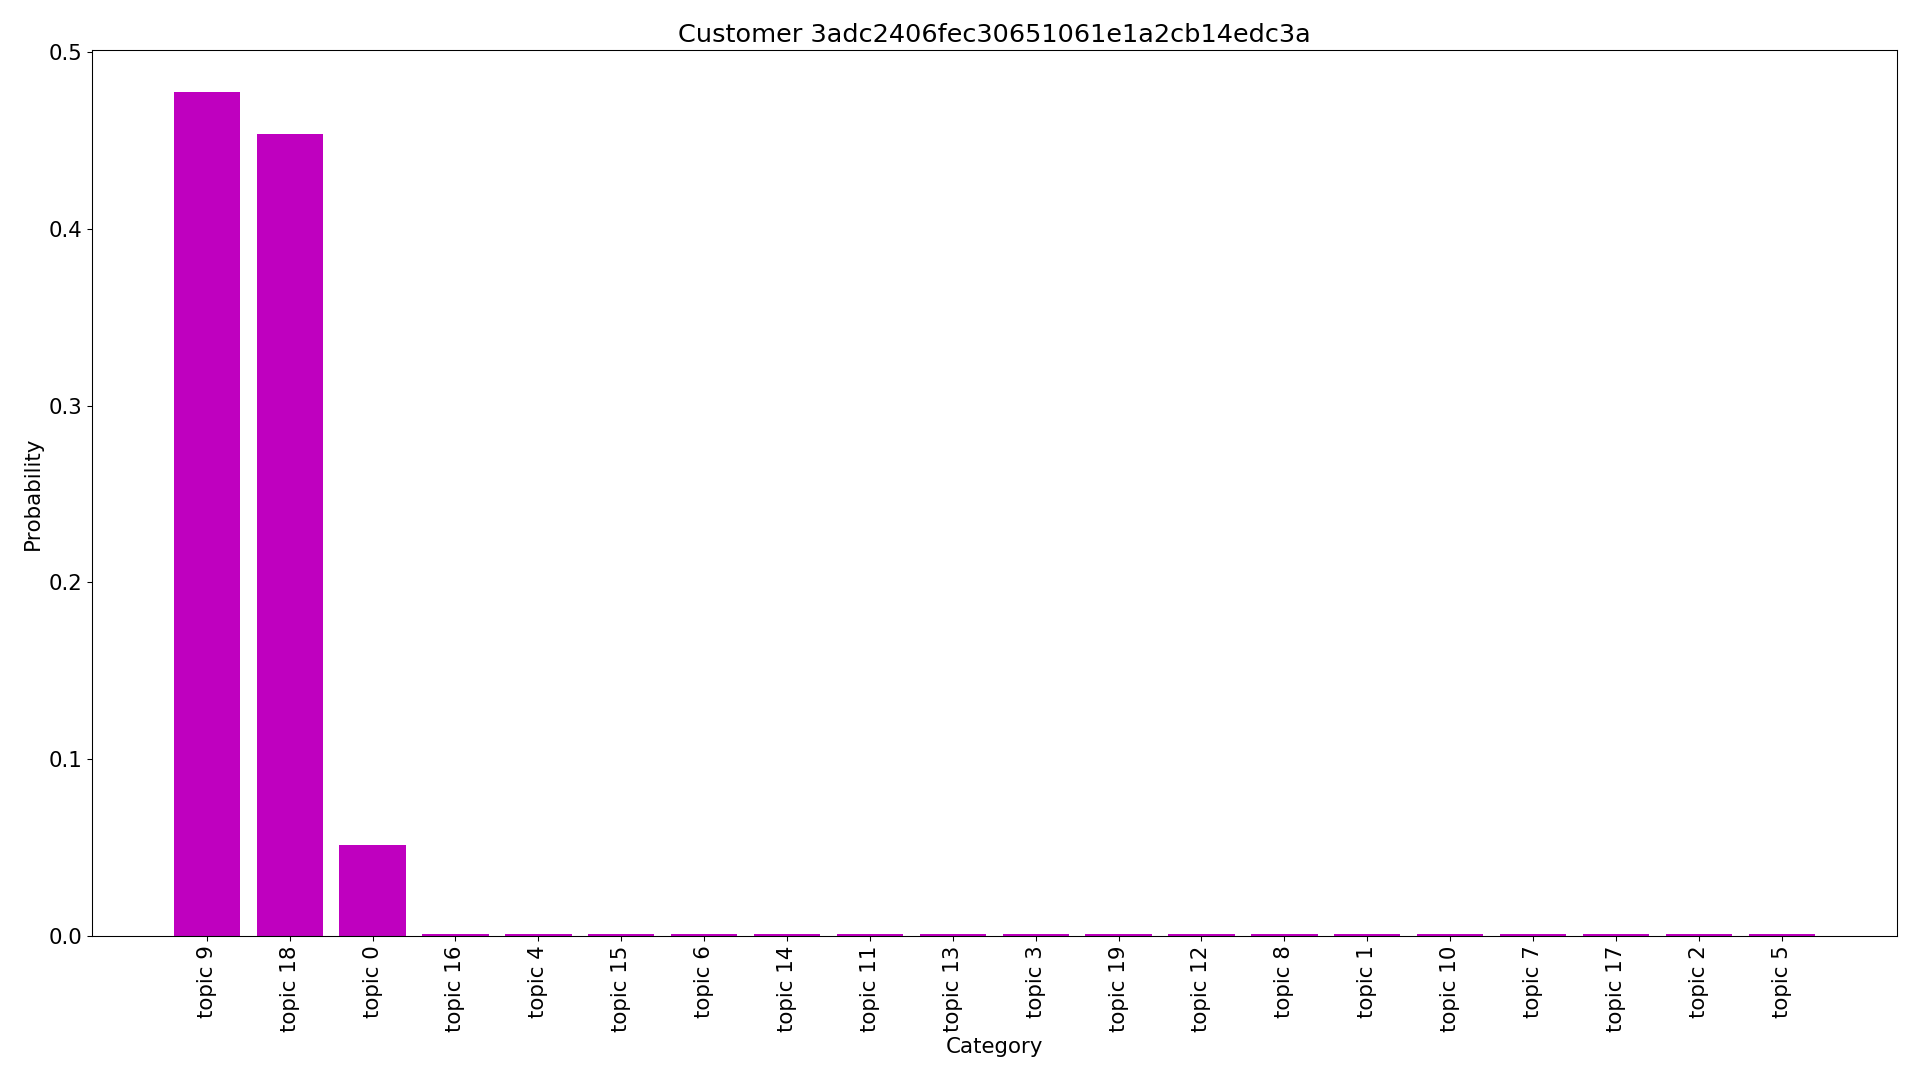 Customer 3adc2406fec30651061e1a2cb14edc3a
0.5
0.4
0.3
0.2
0.1
0.0
Probability
topic 9
topic 18
topic 0
topic 16
topic 4
topic 15
topic 6
topic 14
topic 11
topic 13
topic 3
topic 19
topic 12
topic 8
topic 1
topic 10
topic 7
topic 17
topic 2
topic 5
Category